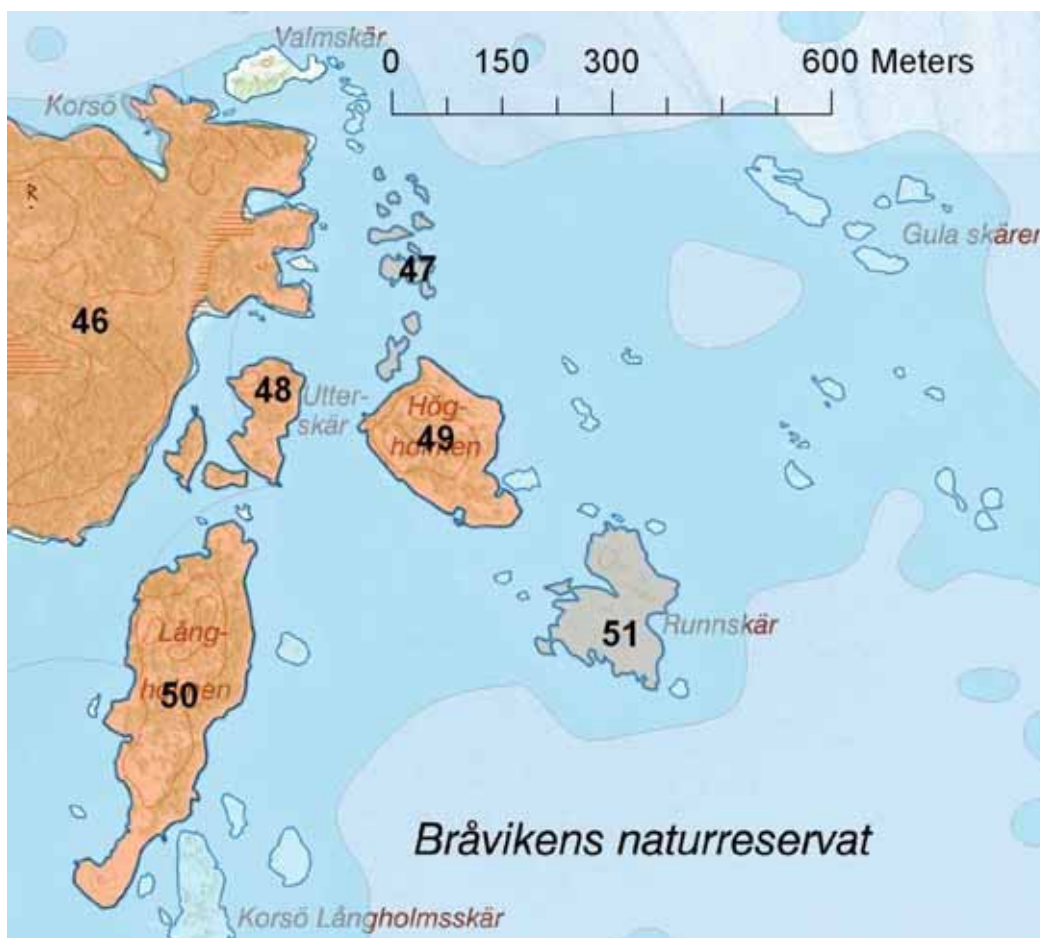 Valmskär
0 150 300 600 Meters
Korsö
R
Gula skären
47
46
48
Utter-
skär
Hög-
holmen
49
51
Runnskär
Lång-
holmen
50
Bråvikens naturreservat
Korsö Långholmsskär